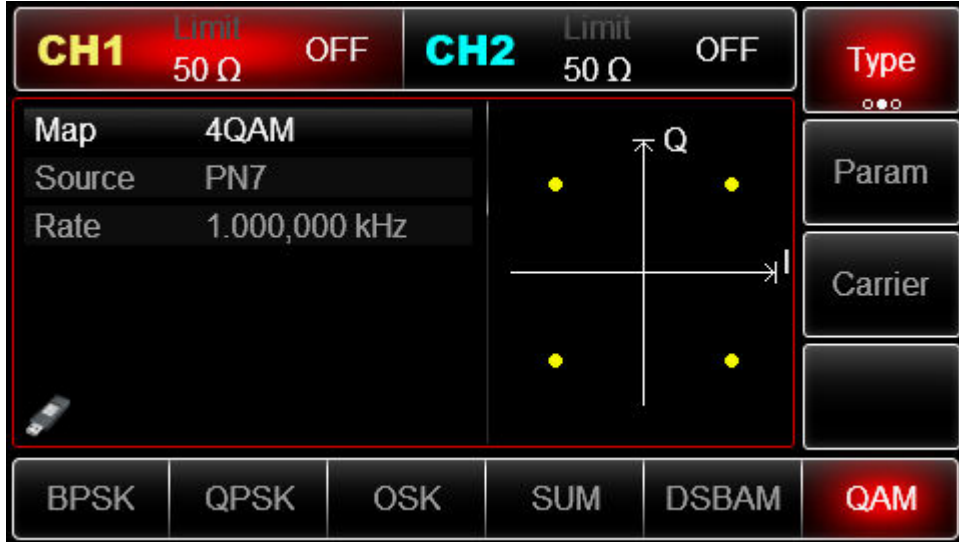 CH1 Limit 50 Ω OFF CH2 Limit 50 Ω OFF
Type
Map 4QAM
Source PN7
Rate 1.000,000 kHz
Q
I
Param
Carrier
BPSK QPSK OSK SUM DSBAM QAM